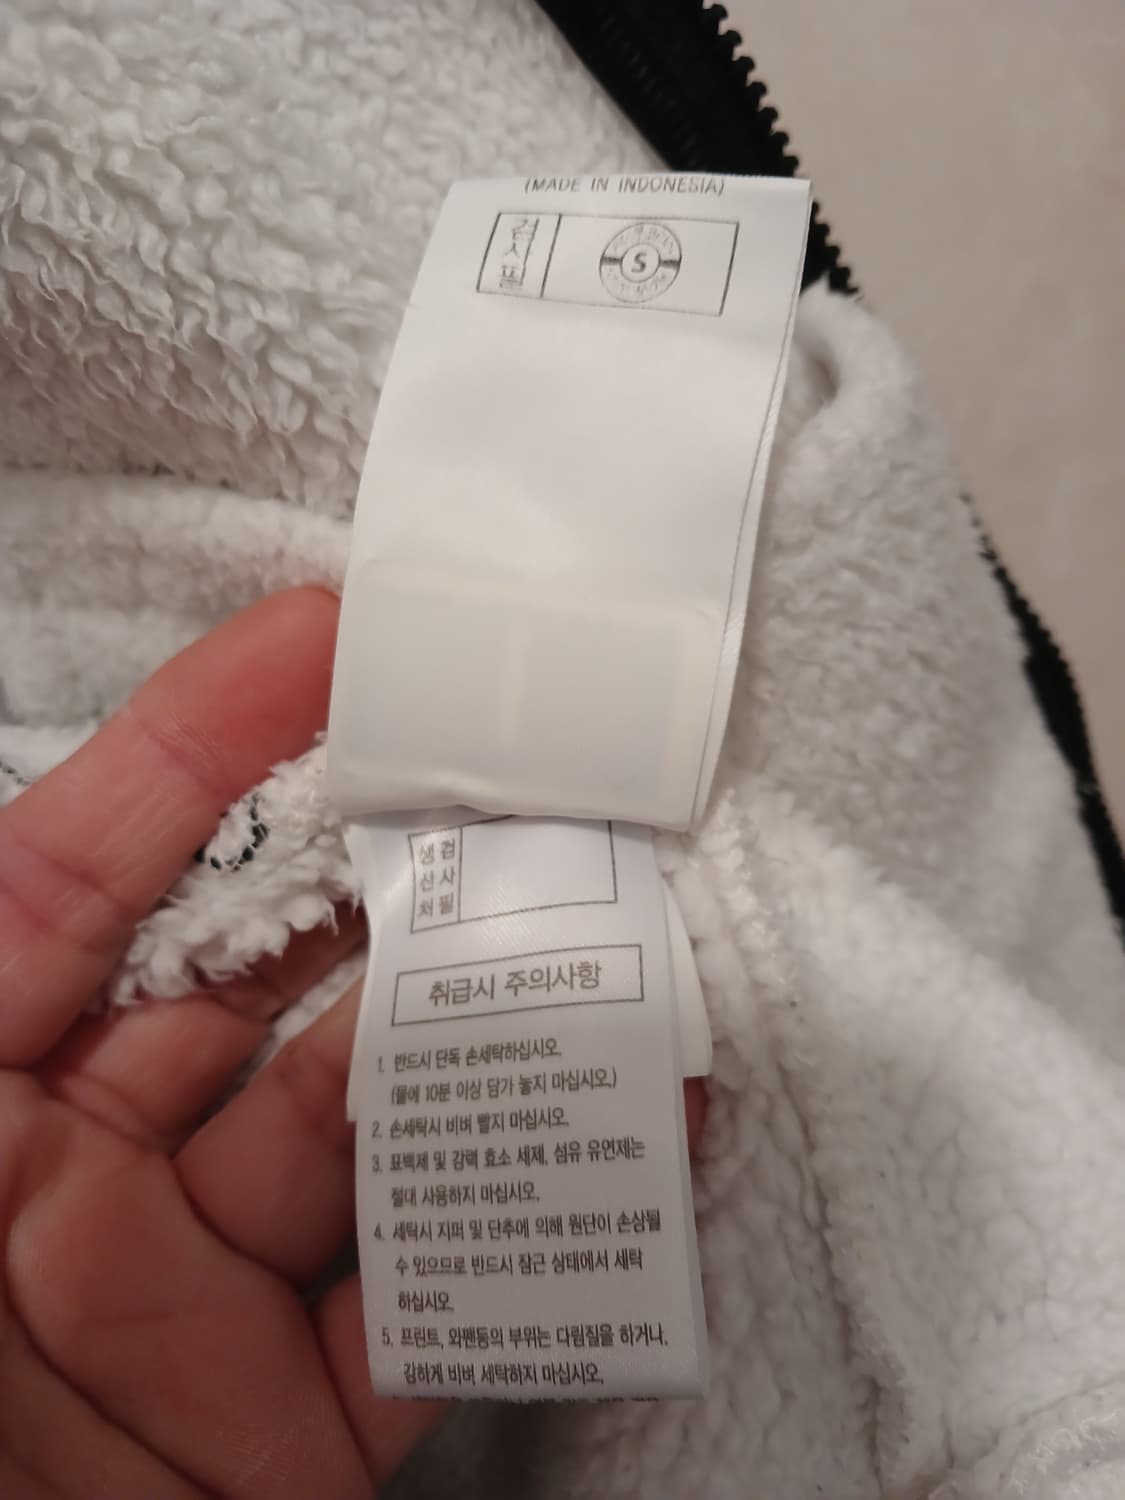 (MADE IN INDONESIA)
검사필
S
생산처 검사필
취급시 주의사항
1. 반드시 단독 손세탁하십시오.
(물에 10분 이상 담가 놓지 마십시오.)
2. 손세탁시 비벼 빨지 마십시오.
3. 표백제 및 강력 효소 세제, 섬유 유연제는
절대 사용하지 마십시오.
4. 세탁시 지퍼 및 단추에 의해 원단이 손상될
수 있으므로 반드시 잠근 상태에서 세탁
하십시오.
5. 프린트, 와팬등의 부위는 다림질을 하거나,
강하게 비벼 세탁하지 마십시오.